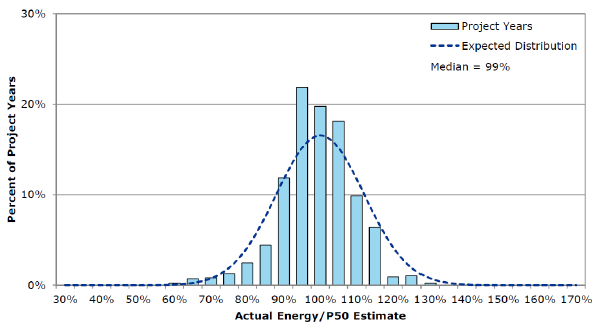 30%
Project Years
Expected Distribution
Median = 99%
20%
10%
0%
Percent of Project Years
30% 40% 50% 60% 70% 80% 90% 100% 110% 120% 130% 140% 150% 160% 170%
Actual Energy/P50 Estimate